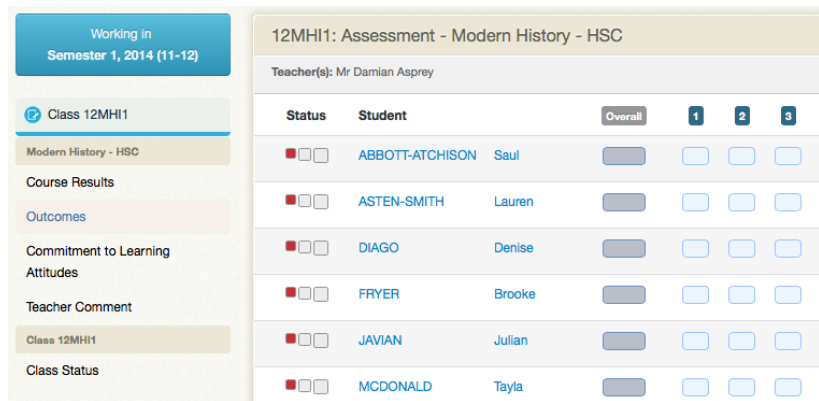 Working in
Semester 1, 2014 (11-12)
Class 12MHI1
Modern History - HSC
Course Results
Outcomes
Commitment to Learning
Attitudes
Teacher Comment
Class 12MHI1
Class Status
12MHI1: Assessment - Modern History - HSC
Teacher(s): Mr Damian Asprey
Status Student Overall 1 2 3
ABBOTT-ATCHISON Saul
ASTEN-SMITH Lauren
DIAGO Denise
FRYER Brooke
JAVIAN Julian
MCDONALD Tayla